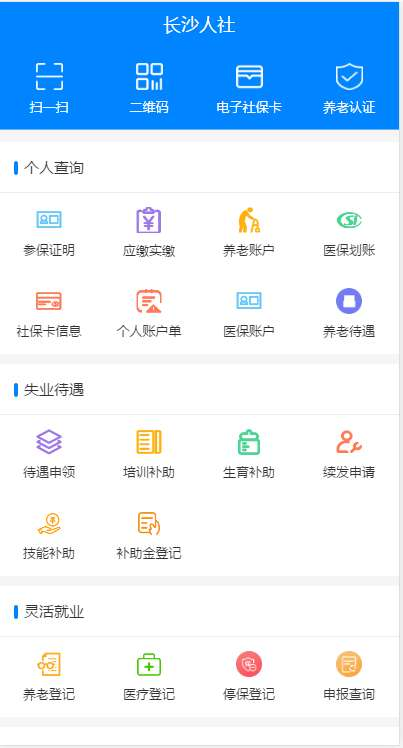 长沙人社
扫一扫 二维码 电子社保卡 养老认证
个人查询
参保证明 应缴实缴 养老账户 医保划账
社保卡信息 个人账户单 医保账户 养老待遇
失业待遇
待遇申领 培训补助 生育补助 续发申请
技能补助 补助金登记
灵活就业
养老登记 医疗登记 停保登记 申报查询